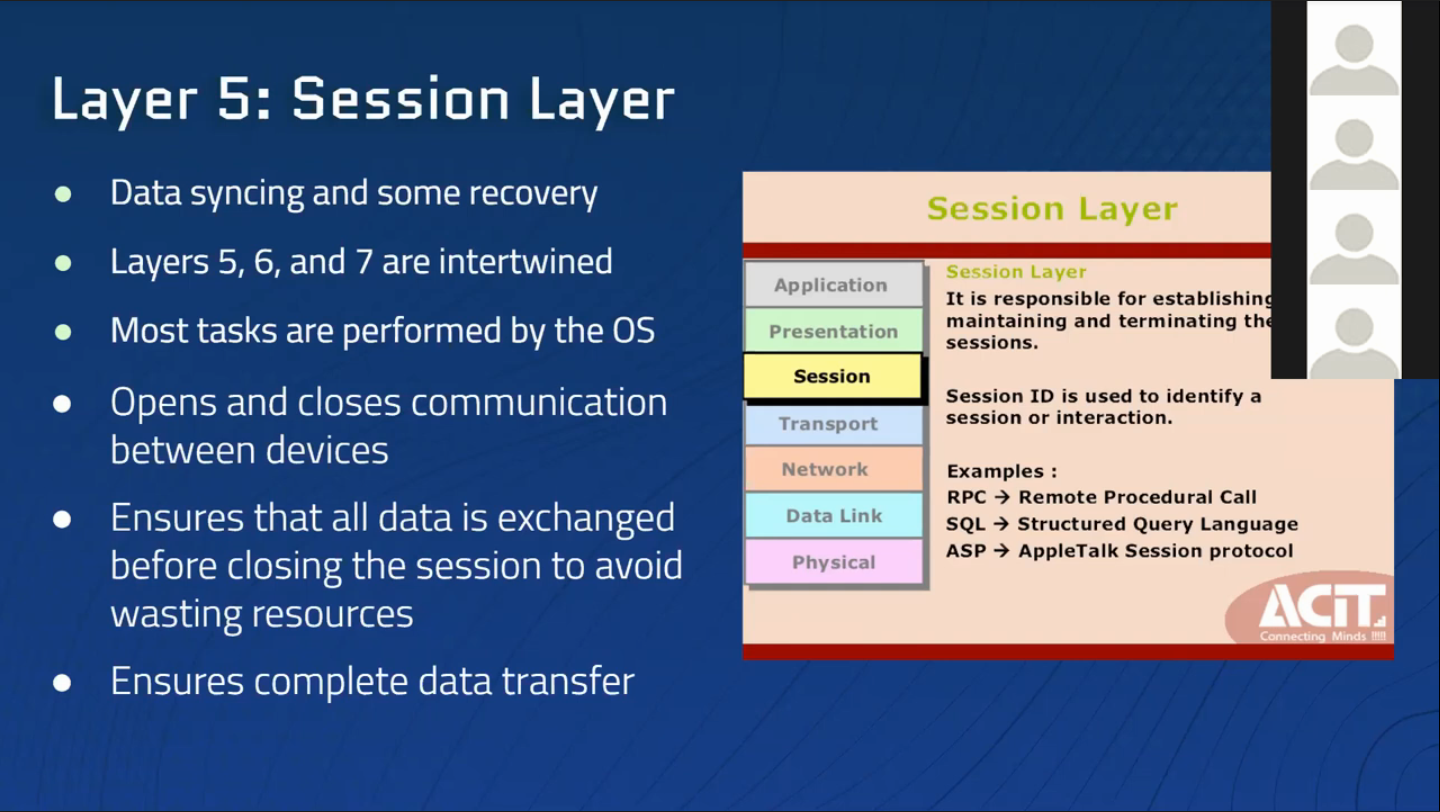 Layer 5: Session Layer
Data syncing and some recovery
Layers 5, 6, and 7 are intertwined
Most tasks are performed by the OS
Opens and closes communication
between devices
Ensures that all data is exchanged
before closing the session to avoid
wasting resources
Ensures complete data transfer
Session Layer
Application
Presentation
Session
Transport
Network
Data Link
Physical
Session Layer
It is responsible for establishing
maintaining and terminating the
sessions.
Session ID is used to identify a
session or interaction.
Examples :
RPC → Remote Procedural Call
SQL → Structured Query Language
ASP → AppleTalk Session protocol
ACiT
Connecting Minds !!!!!